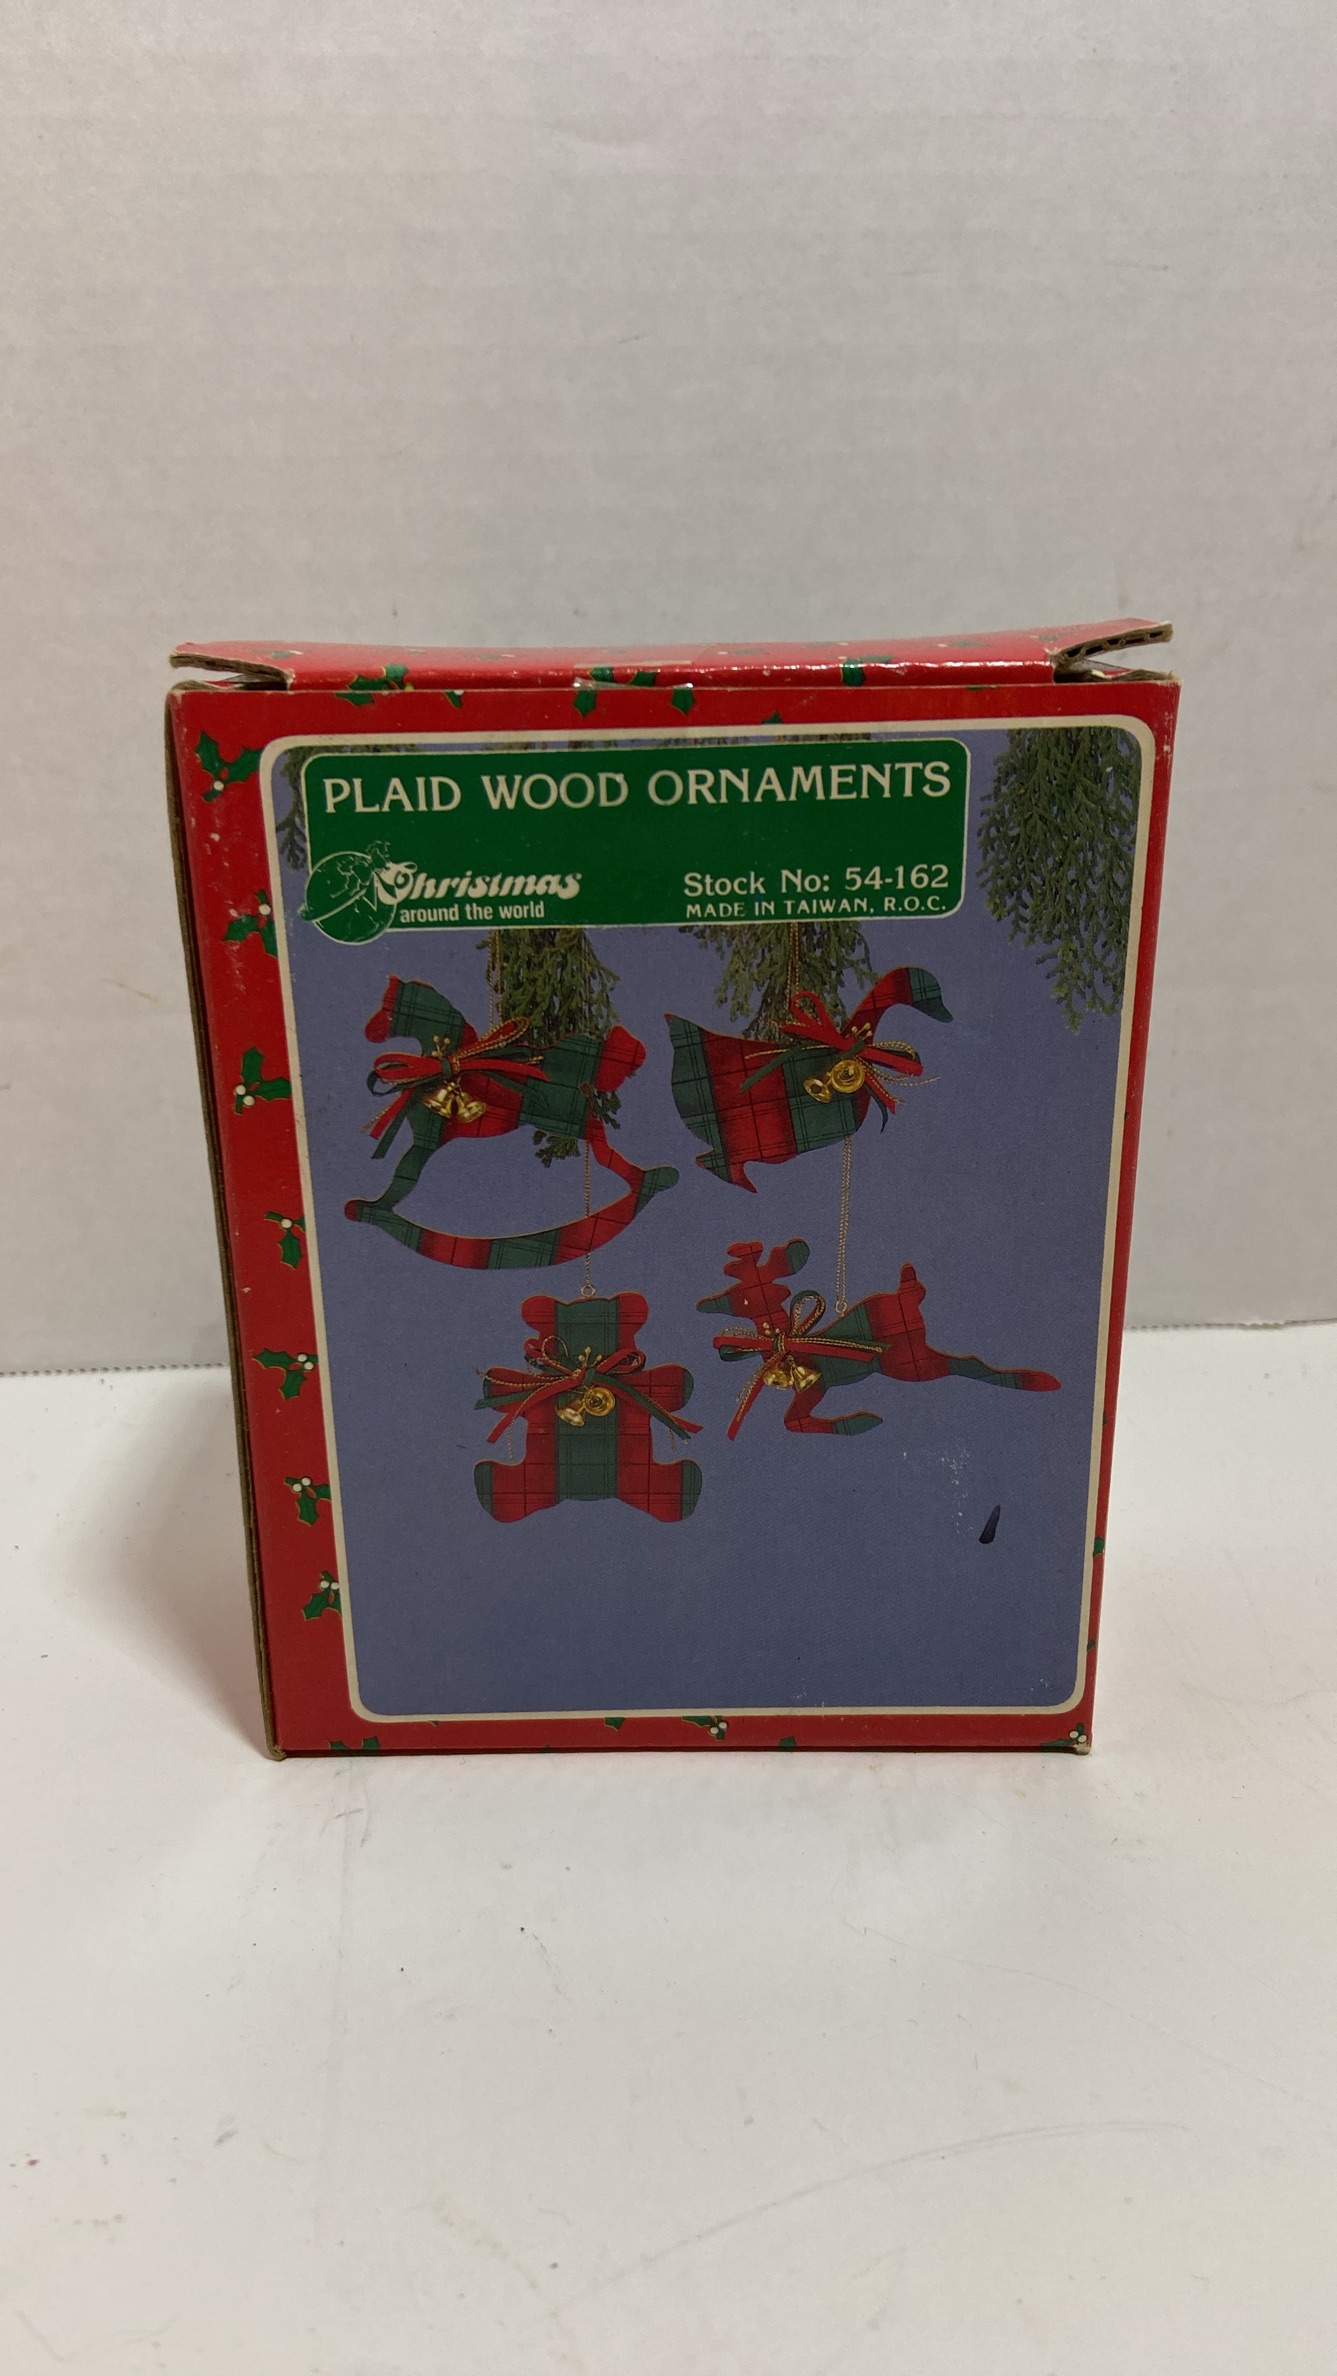 PLAID WOOD ORNAMENTS
Christmas
around the world
Stock No: 54-162
MADE IN TAIWAN, R.O.C.